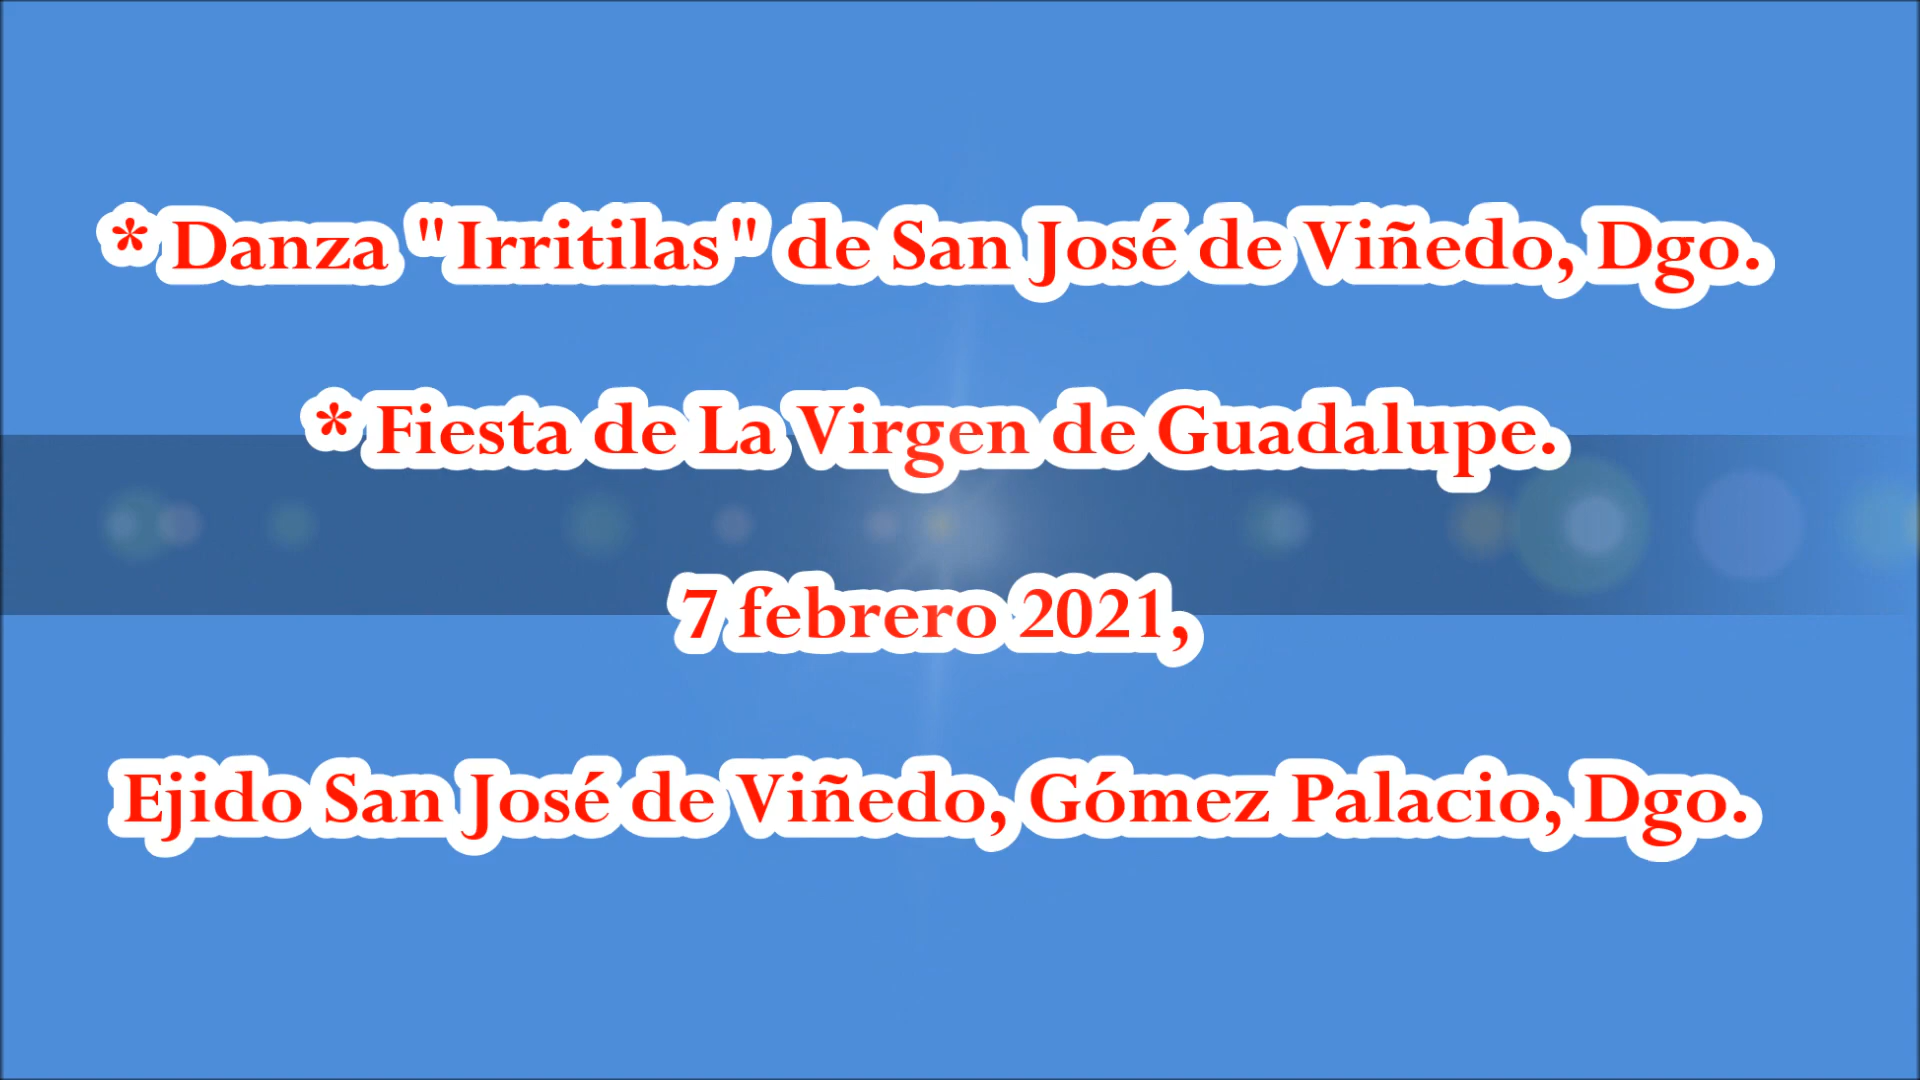 * Danza "Irritilas" de San José de Viñedo, Dgo.
* Fiesta de La Virgen de Guadalupe.
7 febrero 2021,
Ejido San José de Viñedo, Gómez Palacio, Dgo.